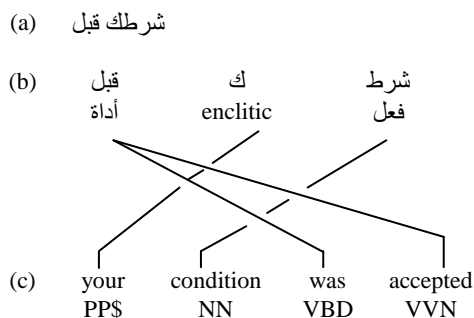 (a) شرطك قبل
(b) شرط ك قبل
فعل enclitic أداة
(c) your condition was accepted
PP$ NN VBD VVN